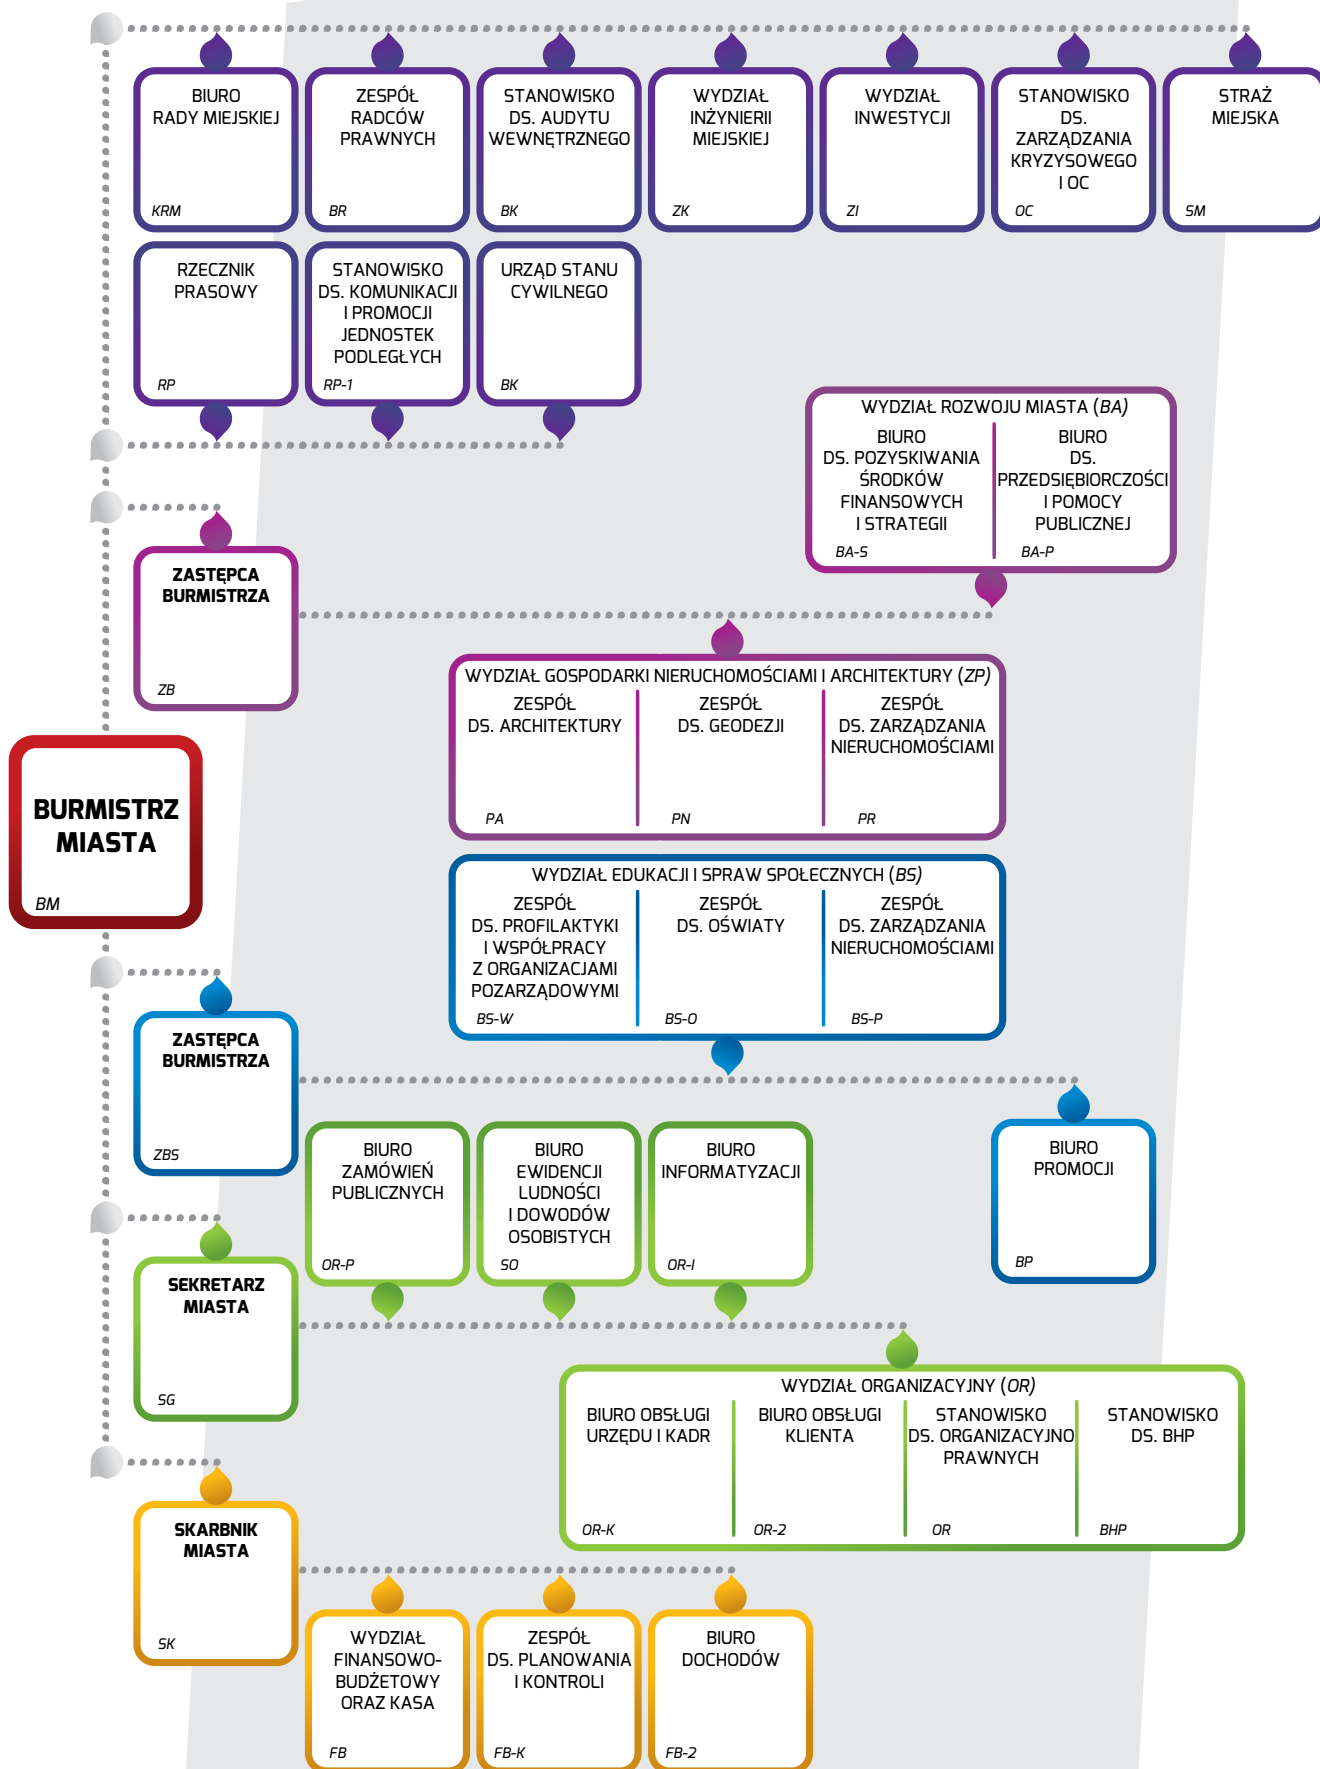 BIURO
RADY MIEJSKIEJ
KRM
ZESPÓŁ
RADCÓW
PRAWNYCH
BR
STANOWISKO
DS. AUDYTU
WEWNĘTRZNEGO
BK
WYDZIAŁ
INŻYNIERII
MIEJSKIEJ
ZK
WYDZIAŁ
INWESTYCJI
ZI
STANOWISKO
DS.
ZARZĄDZANIA
KRYZYSOWEGO
I OC
OC
STRAŻ
MIEJSKA
SM
RZECZNIK
PRASOWY
RP
STANOWISKO
DS. KOMUNIKACJI
I PROMOCJI
JEDNOSTEK
PODLEGŁYCH
RP-1
URZĄD STANU
CYWILNEGO
BK
WYDZIAŁ ROZWOJU MIASTA (BA)
BIURO
DS. POZYSKIWANIA
ŚRODKÓW
FINANSOWYCH
I STRATEGII
BA-S
BIURO
DS.
PRZEDSIĘBIORCZOŚCI
I POMOCY
PUBLICZNEJ
BA-P
ZASTĘPCA
BURMISTRZA
ZB
WYDZIAŁ GOSPODARKI NIERUCHOMOŚCIAMI I ARCHITEKTURY (ZP)
ZESPÓŁ
DS. ARCHITEKTURY
PA
ZESPÓŁ
DS. GEODEZJI
PN
ZESPÓŁ
DS. ZARZĄDZANIA
NIERUCHOMOŚCIAMI
PR
BURMISTRZ
MIASTA
BM
WYDZIAŁ EDUKACJI I SPRAW SPOŁECZNYCH (BS)
ZESPÓŁ
DS. PROFILAKTYKI
I WSPÓŁPRACY
Z ORGANIZACJAMI
POZARZĄDOWYMI
BS-W
ZESPÓŁ
DS. OŚWIATY
BS-O
ZESPÓŁ
DS. ZARZĄDZANIA
NIERUCHOMOŚCIAMI
BS-P
ZASTĘPCA
BURMISTRZA
ZBS
BIURO
PROMOCJI
BP
BIURO
ZAMÓWIEŃ
PUBLICZNYCH
OR-P
BIURO
EWIDENCJI
LUDNOŚCI
I DOWODÓW
OSOBISTYCH
SO
BIURO
INFORMATYZACJI
OR-I
SEKRETARZ
MIASTA
SG
WYDZIAŁ ORGANIZACYJNY (OR)
BIURO OBSŁUGI
URZĘDU I KADR
OR-K
BIURO OBSŁUGI
KLIENTA
OR-2
STANOWISKO
DS. ORGANIZACYJNO
PRAWNYCH
OR
STANOWISKO
DS. BHP
BHP
SKARBNIK
MIASTA
SK
WYDZIAŁ
FINANSOWO-
BUDŻETOWY
ORAZ KASA
FB
ZESPÓŁ
DS. PLANOWANIA
I KONTROLI
FB-K
BIURO
DOCHODÓW
FB-2